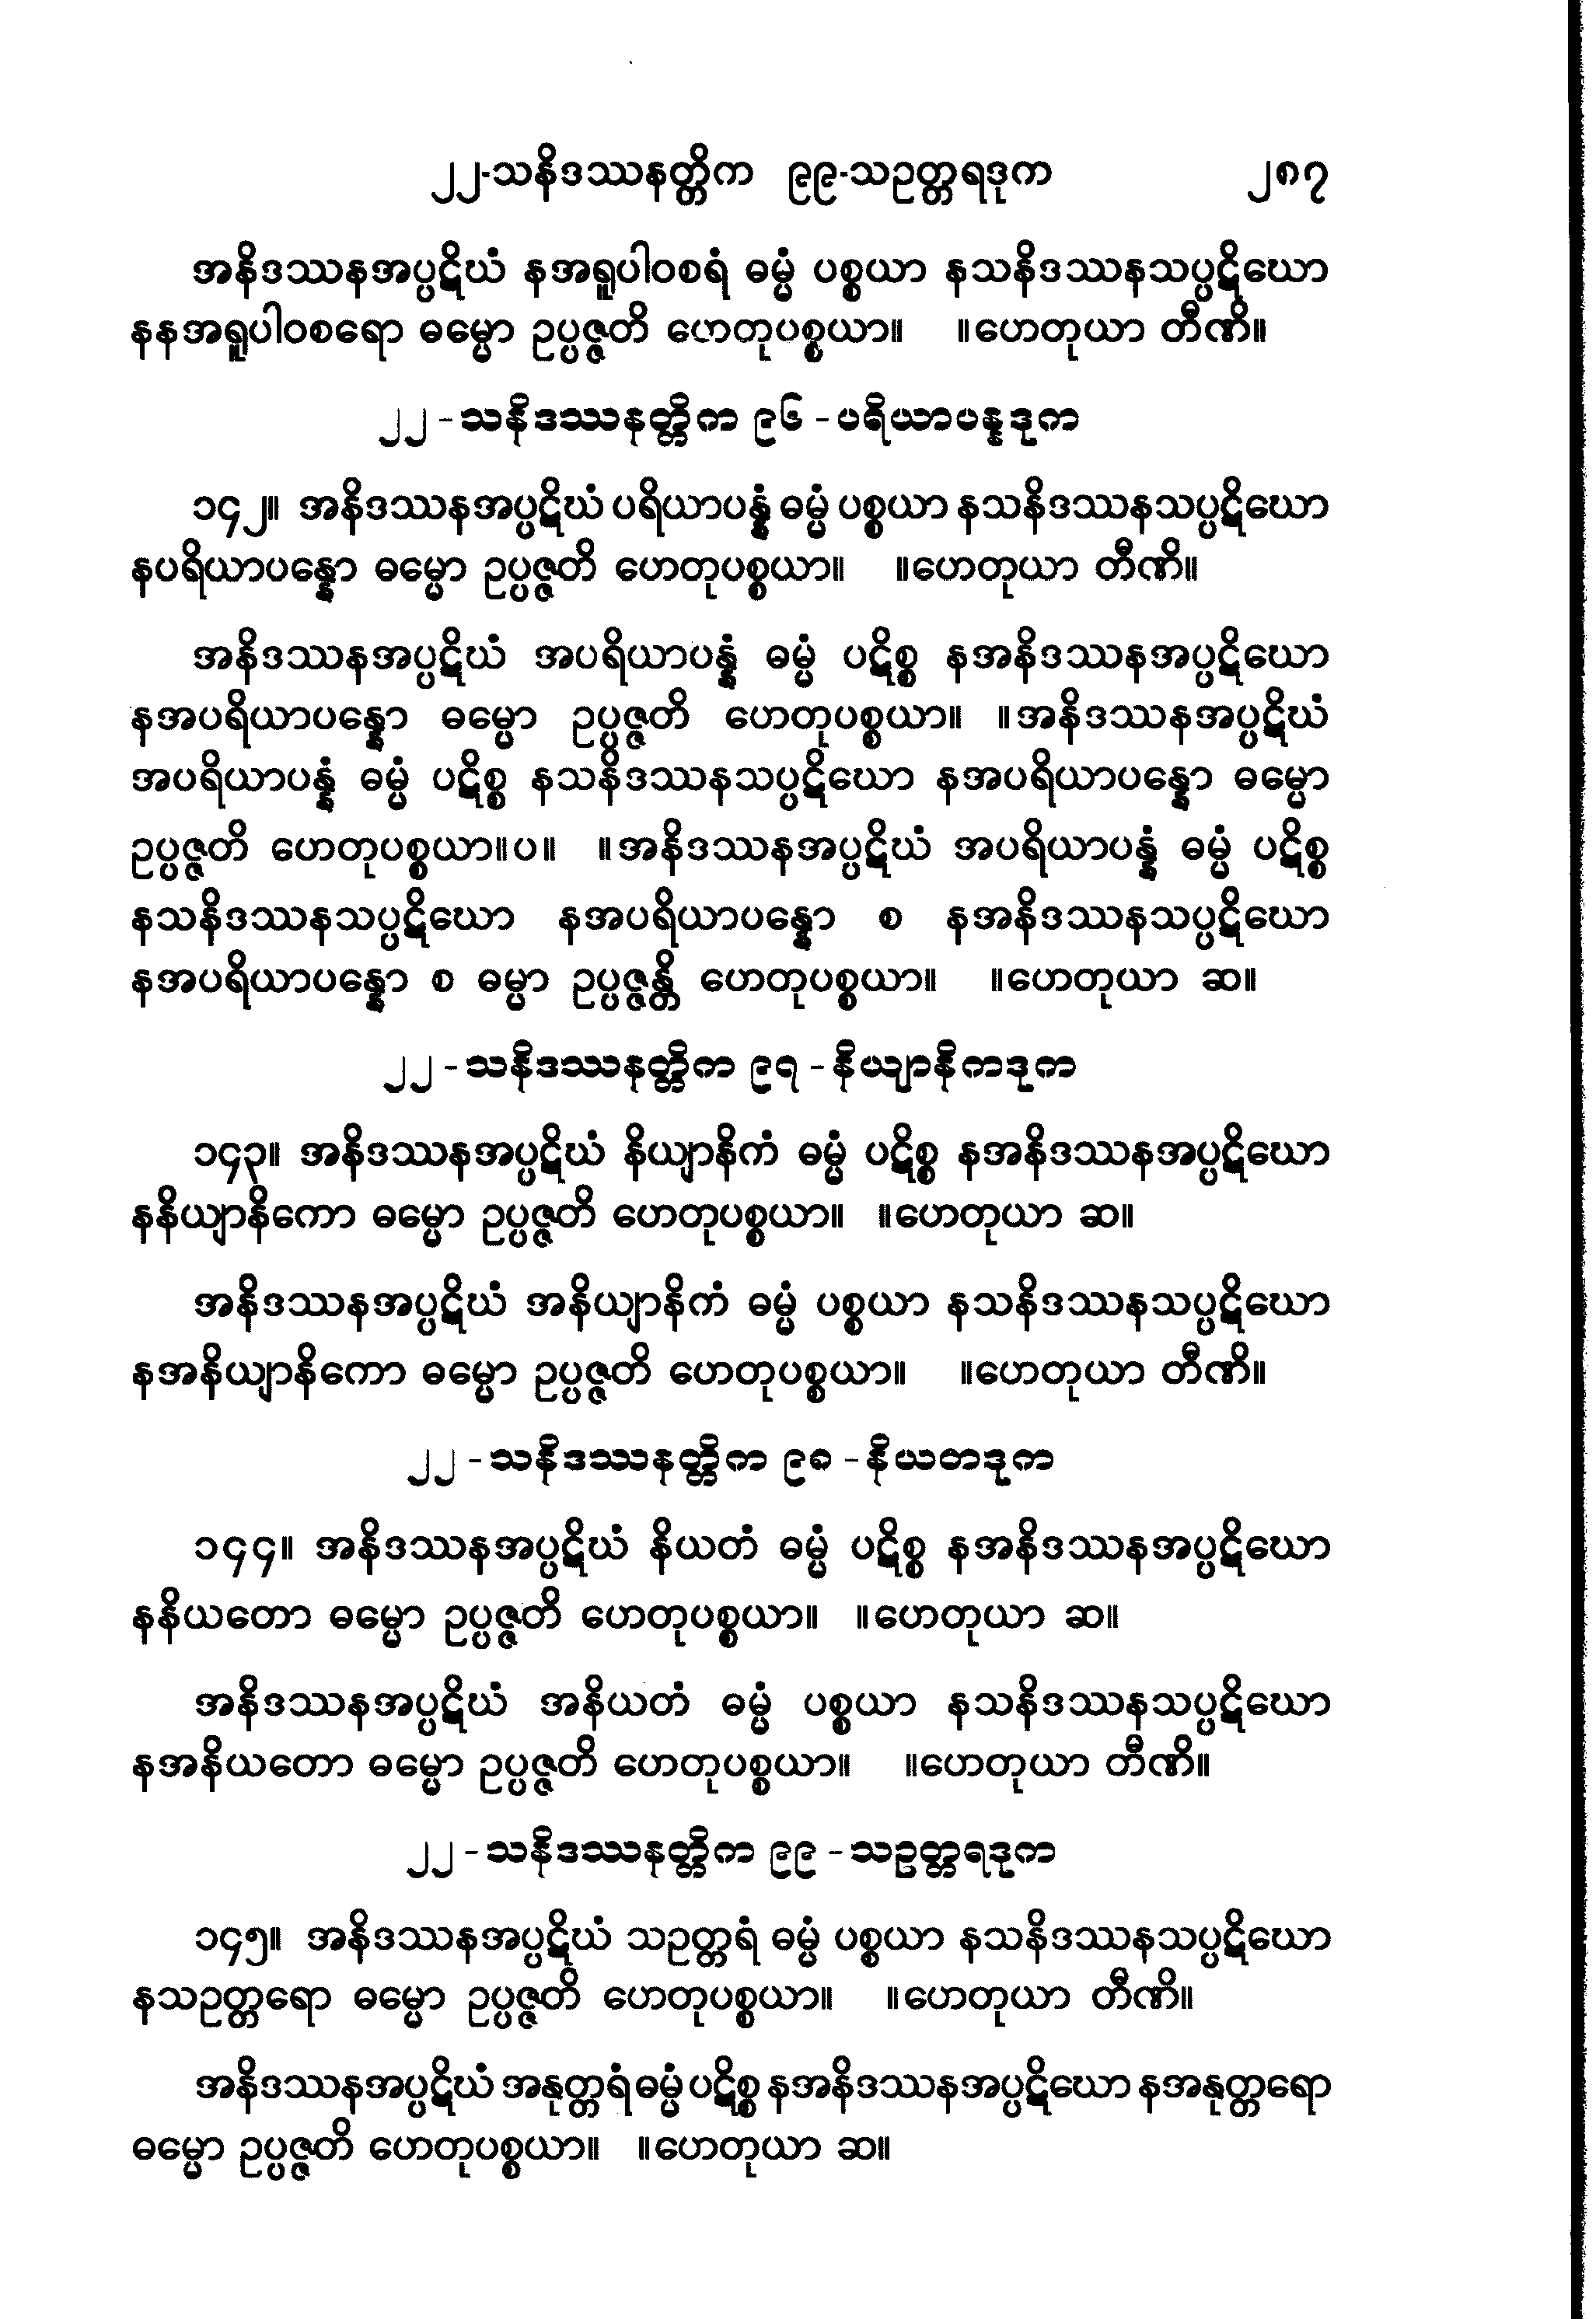 ၂၂-သနိဒဿနတ္တိက ၉၉-သဥတ္တရဒုက ၂၈၇
အနိဒဿနအပ္ပဋိဃံ နအရူပါဝစရံ ဓမ္မံ ပစ္စယာ နသနိဒဿနသပ္ပဋိဃော
နနအရူပါဝစရော ဓမ္မော ဥပ္ပဇ္ဇတိ ဟေတုပစ္စယာ။ ။ဟေတုယာ တီဏိ။
၂၂ - သနိဒဿနတ္တိက ၉၆ - ပရိယာပန္နဒုက
၁၄၂။ အနိဒဿနအပ္ပဋိဃံ ပရိယာပန္နံ ဓမ္မံ ပစ္စယာ နသနိဒဿနသပ္ပဋိဃော
နပရိယာပန္နော ဓမ္မော ဥပ္ပဇ္ဇတိ ဟေတုပစ္စယာ။ ။ဟေတုယာ တီဏိ။
အနိဒဿနအပ္ပဋိဃံ အပရိယာပန္နံ ဓမ္မံ ပဋိစ္စ နအနိဒဿနအပ္ပဋိဃော
နအပရိယာပန္နော ဓမ္မော ဥပ္ပဇ္ဇတိ ဟေတုပစ္စယာ။ ။အနိဒဿနအပ္ပဋိဃံ
အပရိယာပန္နံ ဓမ္မံ ပဋိစ္စ နသနိဒဿနသပ္ပဋိဃော နအပရိယာပန္နော ဓမ္မော
ဥပ္ပဇ္ဇတိ ဟေတုပစ္စယာ။ပ။ ။အနိဒဿနအပ္ပဋိဃံ အပရိယာပန္နံ ဓမ္မံ ပဋိစ္စ
နသနိဒဿနသပ္ပဋိဃော နအပရိယာပန္နော စ နအနိဒဿနသပ္ပဋိဃော
နအပရိယာပန္နော စ ဓမ္မာ ဥပ္ပဇ္ဇန္တိ ဟေတုပစ္စယာ။ ။ဟေတုယာ ဆ။
၂၂ - သနိဒဿနတ္တိက ၉၇ - နိယျာနိကဒုက
၁၄၃။ အနိဒဿနအပ္ပဋိဃံ နိယျာနိကံ ဓမ္မံ ပဋိစ္စ နအနိဒဿနအပ္ပဋိဃော
နနိယျာနိကော ဓမ္မော ဥပ္ပဇ္ဇတိ ဟေတုပစ္စယာ။ ။ဟေတုယာ ဆ။
အနိဒဿနအပ္ပဋိဃံ အနိယျာနိကံ ဓမ္မံ ပစ္စယာ နသနိဒဿနသပ္ပဋိဃော
နအနိယျာနိကော ဓမ္မော ဥပ္ပဇ္ဇတိ ဟေတုပစ္စယာ။ ။ဟေတုယာ တီဏိ။
၂၂ - သနိဒဿနတ္တိက ၉၈ - နိယတဒုက
၁၄၄။ အနိဒဿနအပ္ပဋိဃံ နိယတံ ဓမ္မံ ပဋိစ္စ နအနိဒဿနအပ္ပဋိဃော
နနိယတော ဓမ္မော ဥပ္ပဇ္ဇတိ ဟေတုပစ္စယာ။ ။ဟေတုယာ ဆ။
အနိဒဿနအပ္ပဋိဃံ အနိယတံ ဓမ္မံ ပစ္စယာ နသနိဒဿနသပ္ပဋိဃော
နအနိယတော ဓမ္မော ဥပ္ပဇ္ဇတိ ဟေတုပစ္စယာ။ ။ဟေတုယာ တီဏိ။
၂၂ - သနိဒဿနတ္တိက ၉၉ - သဥတ္တရဒုက
၁၄၅။ အနိဒဿနအပ္ပဋိဃံ သဥတ္တရံ ဓမ္မံ ပစ္စယာ နသနိဒဿနသပ္ပဋိဃော
နသဥတ္တရော ဓမ္မော ဥပ္ပဇ္ဇတိ ဟေတုပစ္စယာ။ ။ဟေတုယာ တီဏိ။
အနိဒဿနအပ္ပဋိဃံ အနုတ္တရံ ဓမ္မံ ပဋိစ္စ နအနိဒဿနအပ္ပဋိဃော နအနုတ္တရော
ဓမ္မော ဥပ္ပဇ္ဇတိ ဟေတုပစ္စယာ။ ။ဟေတုယာ ဆ။